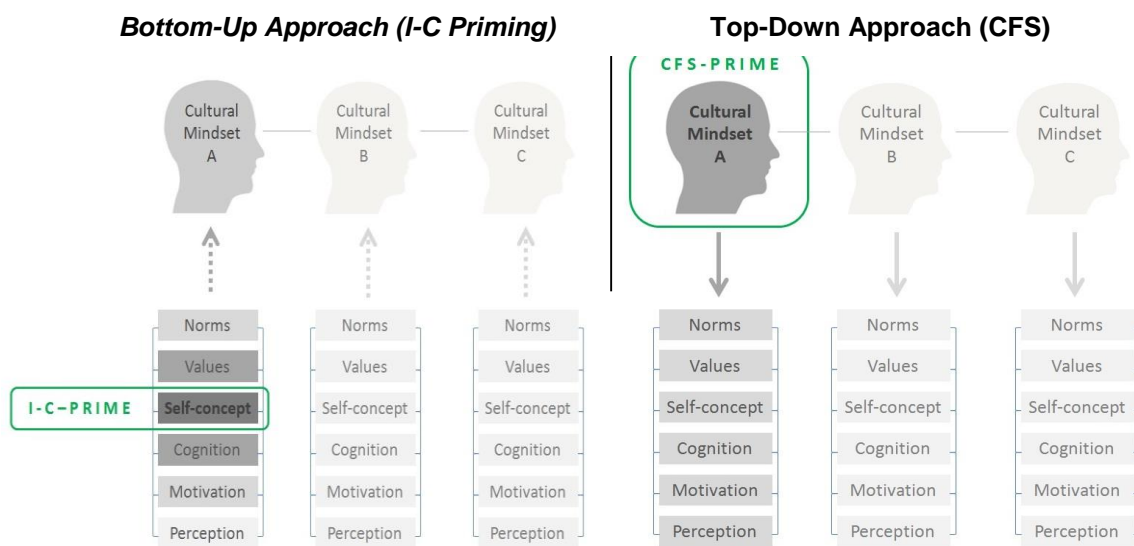 Bottom-Up Approach (I-C Priming)
Top-Down Approach (CFS)
CFS-PRIME
Cultural
Mindset
A
Cultural
Mindset
B
Cultural
Mindset
C
Cultural
Mindset
A
Cultural
Mindset
B
Cultural
Mindset
C
I-C–PRIME
Norms
Values
Self-concept
Cognition
Motivation
Perception
Norms
Values
Self-concept
Cognition
Motivation
Perception
Norms
Values
Self-concept
Cognition
Motivation
Perception
Norms
Values
Self-concept
Cognition
Motivation
Perception
Norms
Values
Self-concept
Cognition
Motivation
Perception
Norms
Values
Self-concept
Cognition
Motivation
Perception